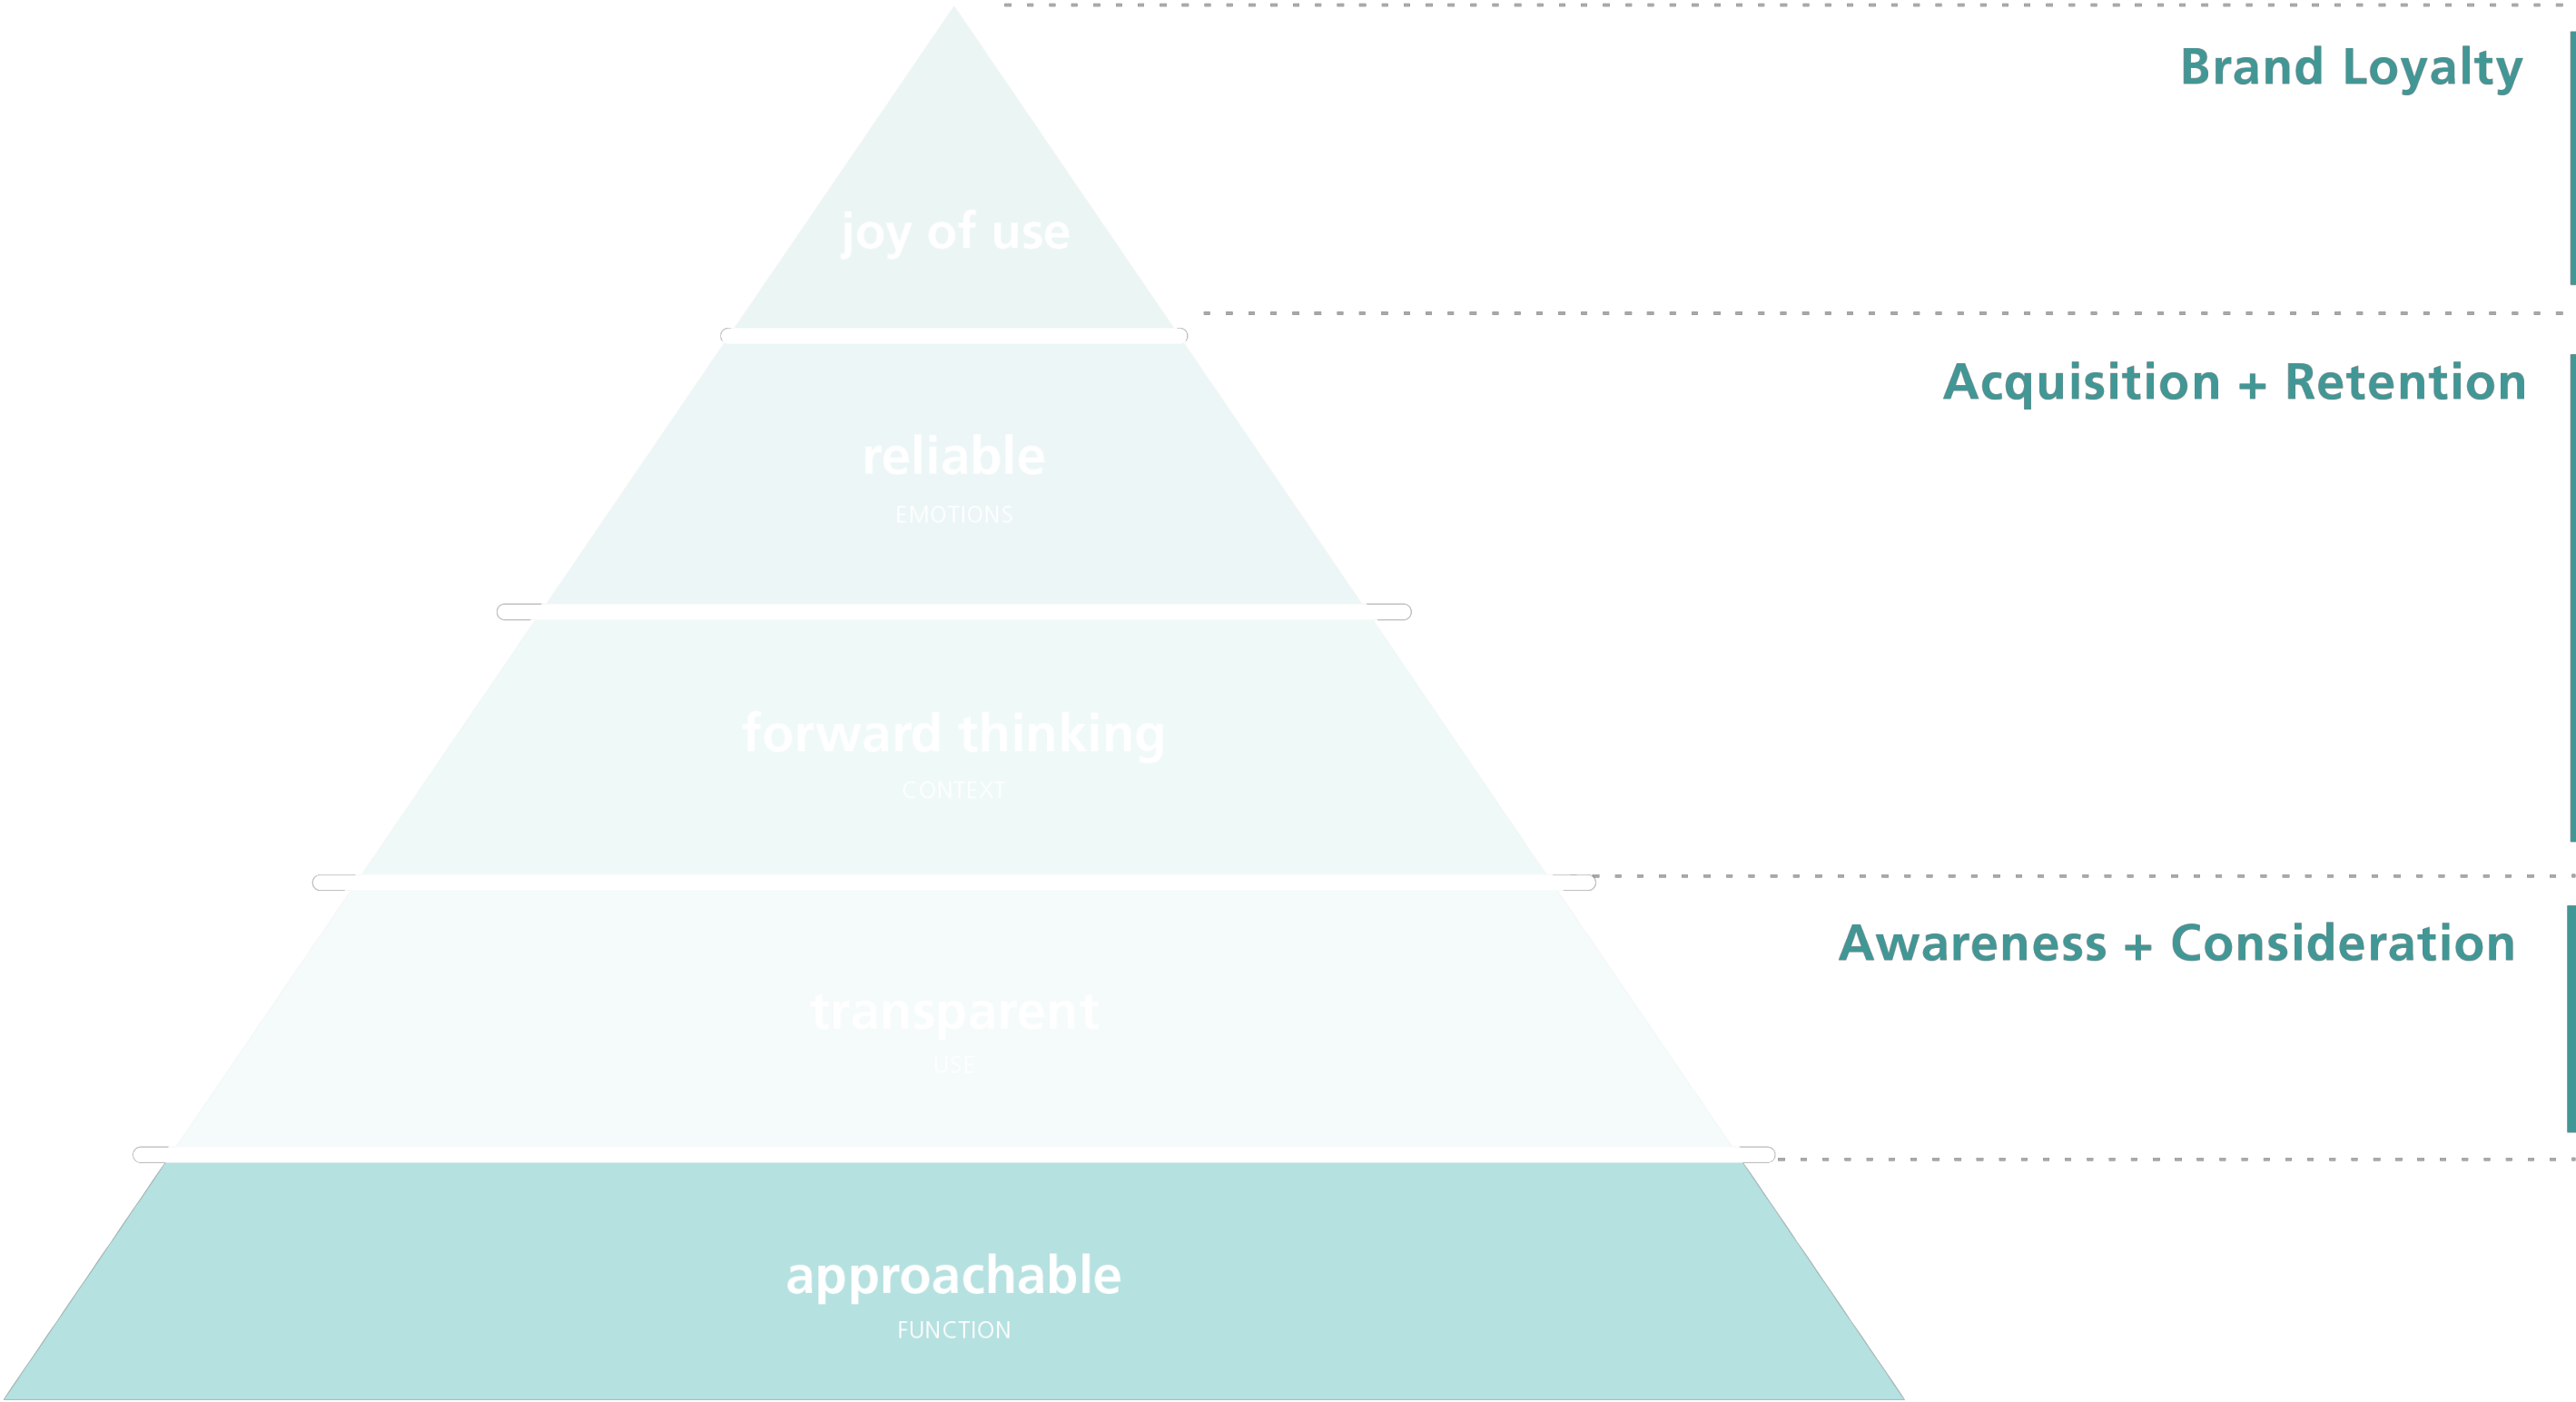 Brand Loyalty
joy of use
Acquisition + Retention
reliable
EMOTIONS
forward thinking
CONTEXT
Awareness + Consideration
transparent
USE
approachable
FUNCTION